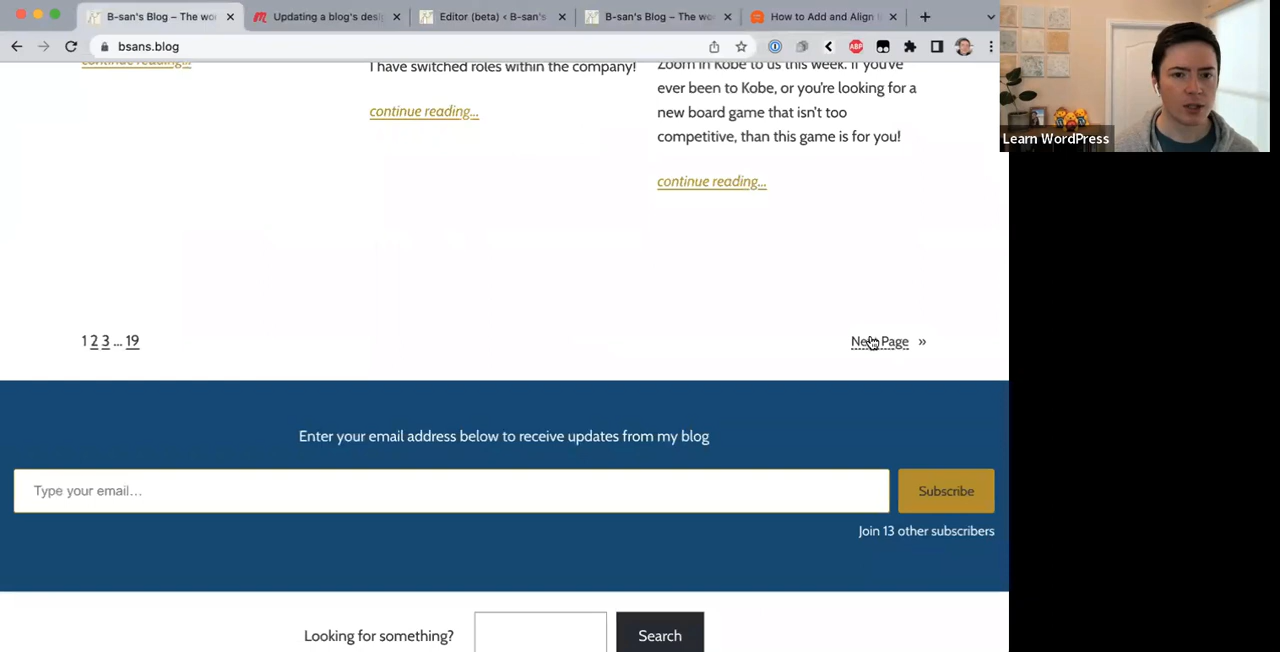 B-san's Blog – The wo
Updating a blog's desi
Editor (beta) ‹ B-san's
B-san's Blog – The wo
How to Add and Align
bsans.blog
ABP
continue reading...
I have switched roles within the company!
continue reading...
Zoom in Kobe to us this week. If you've
ever been to Kobe, or you're looking for a
new board game that isn't too
competitive, than this game is for you!
continue reading...
1 2 3 … 19
Page »
Enter your email address below to receive updates from my blog
Type your email…
Subscribe
Join 13 other subscribers
Looking for something?
Search
Learn WordPress